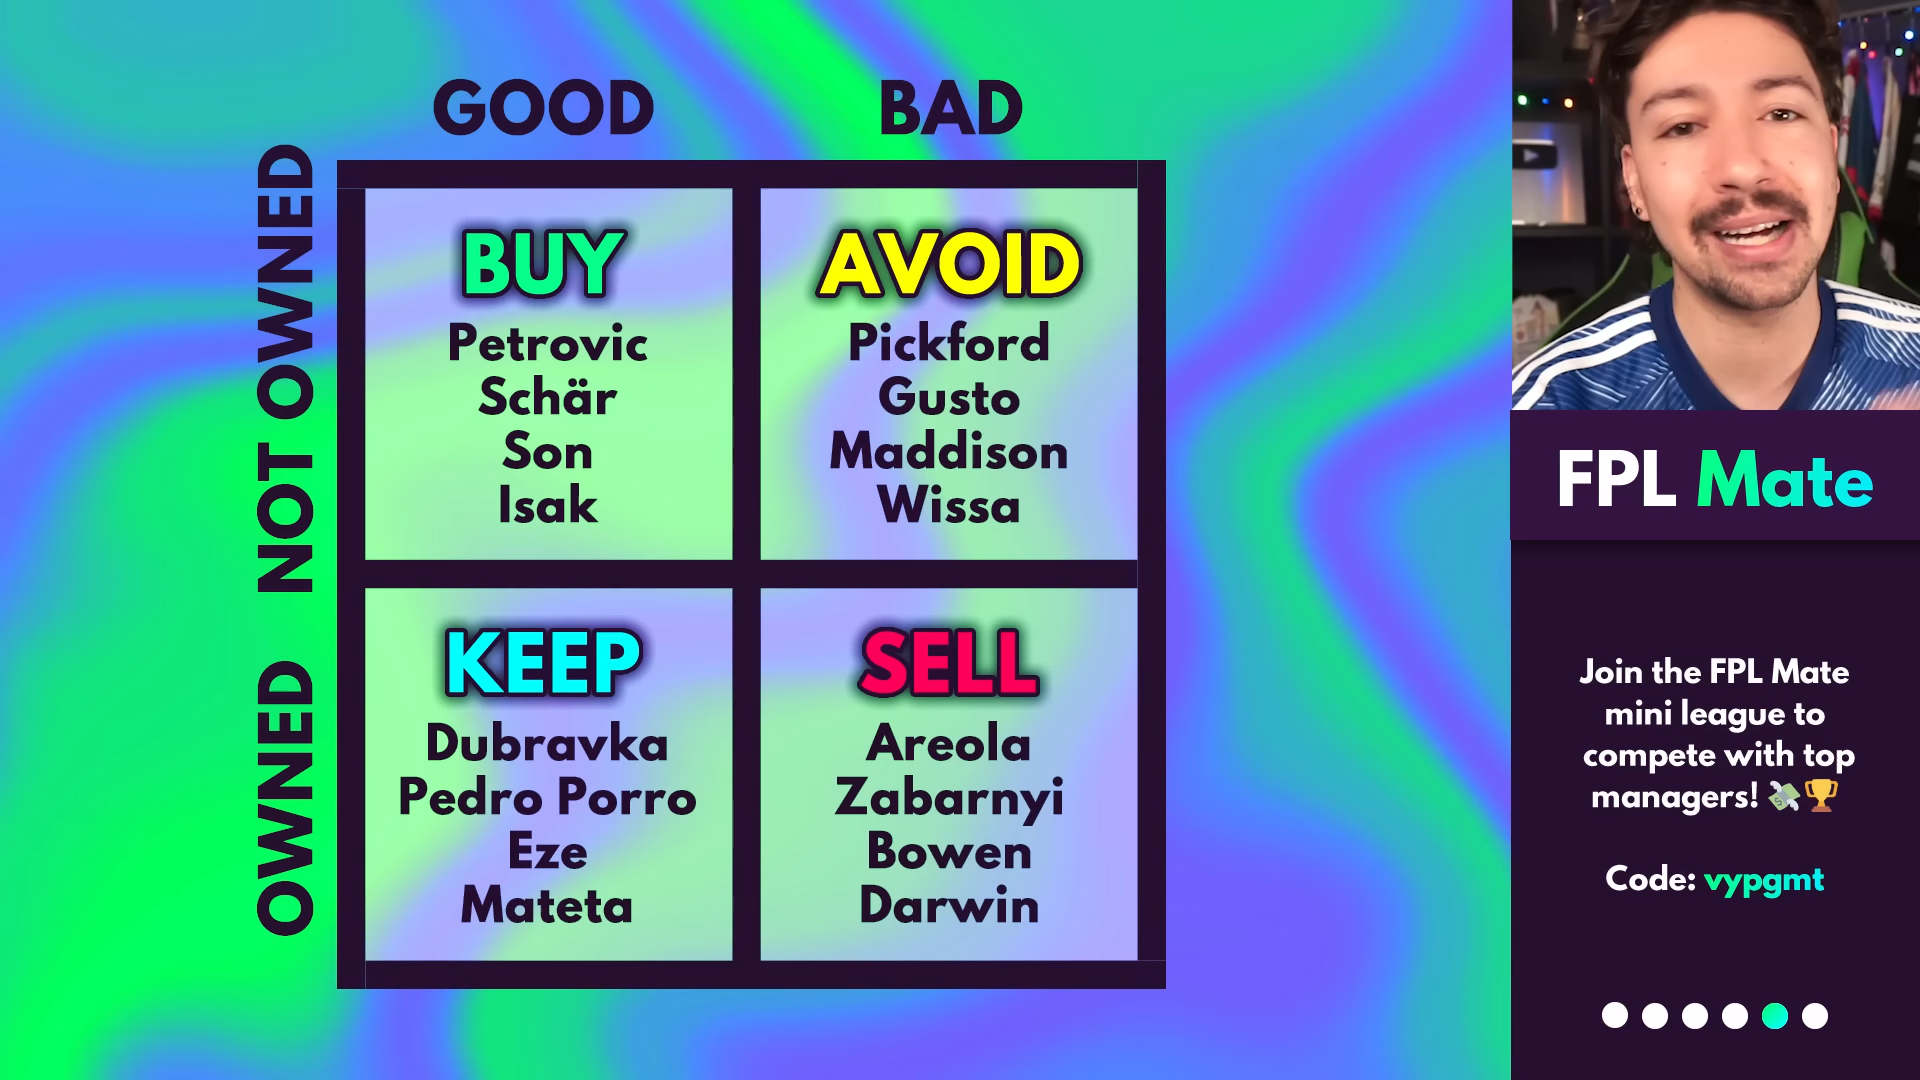 GOOD
BAD
NOT OWNED
BUY
Petrovic
Schär
Son
Isak
AVOID
Pickford
Gusto
Maddison
Wissa
OWNED
KEEP
Dubravka
Pedro Porro
Eze
Mateta
SELL
Areola
Zabarnyi
Bowen
Darwin
FPL Mate
Join the FPL Mate
mini league to
compete with top
managers! 💸🏆
Code: vypgmt